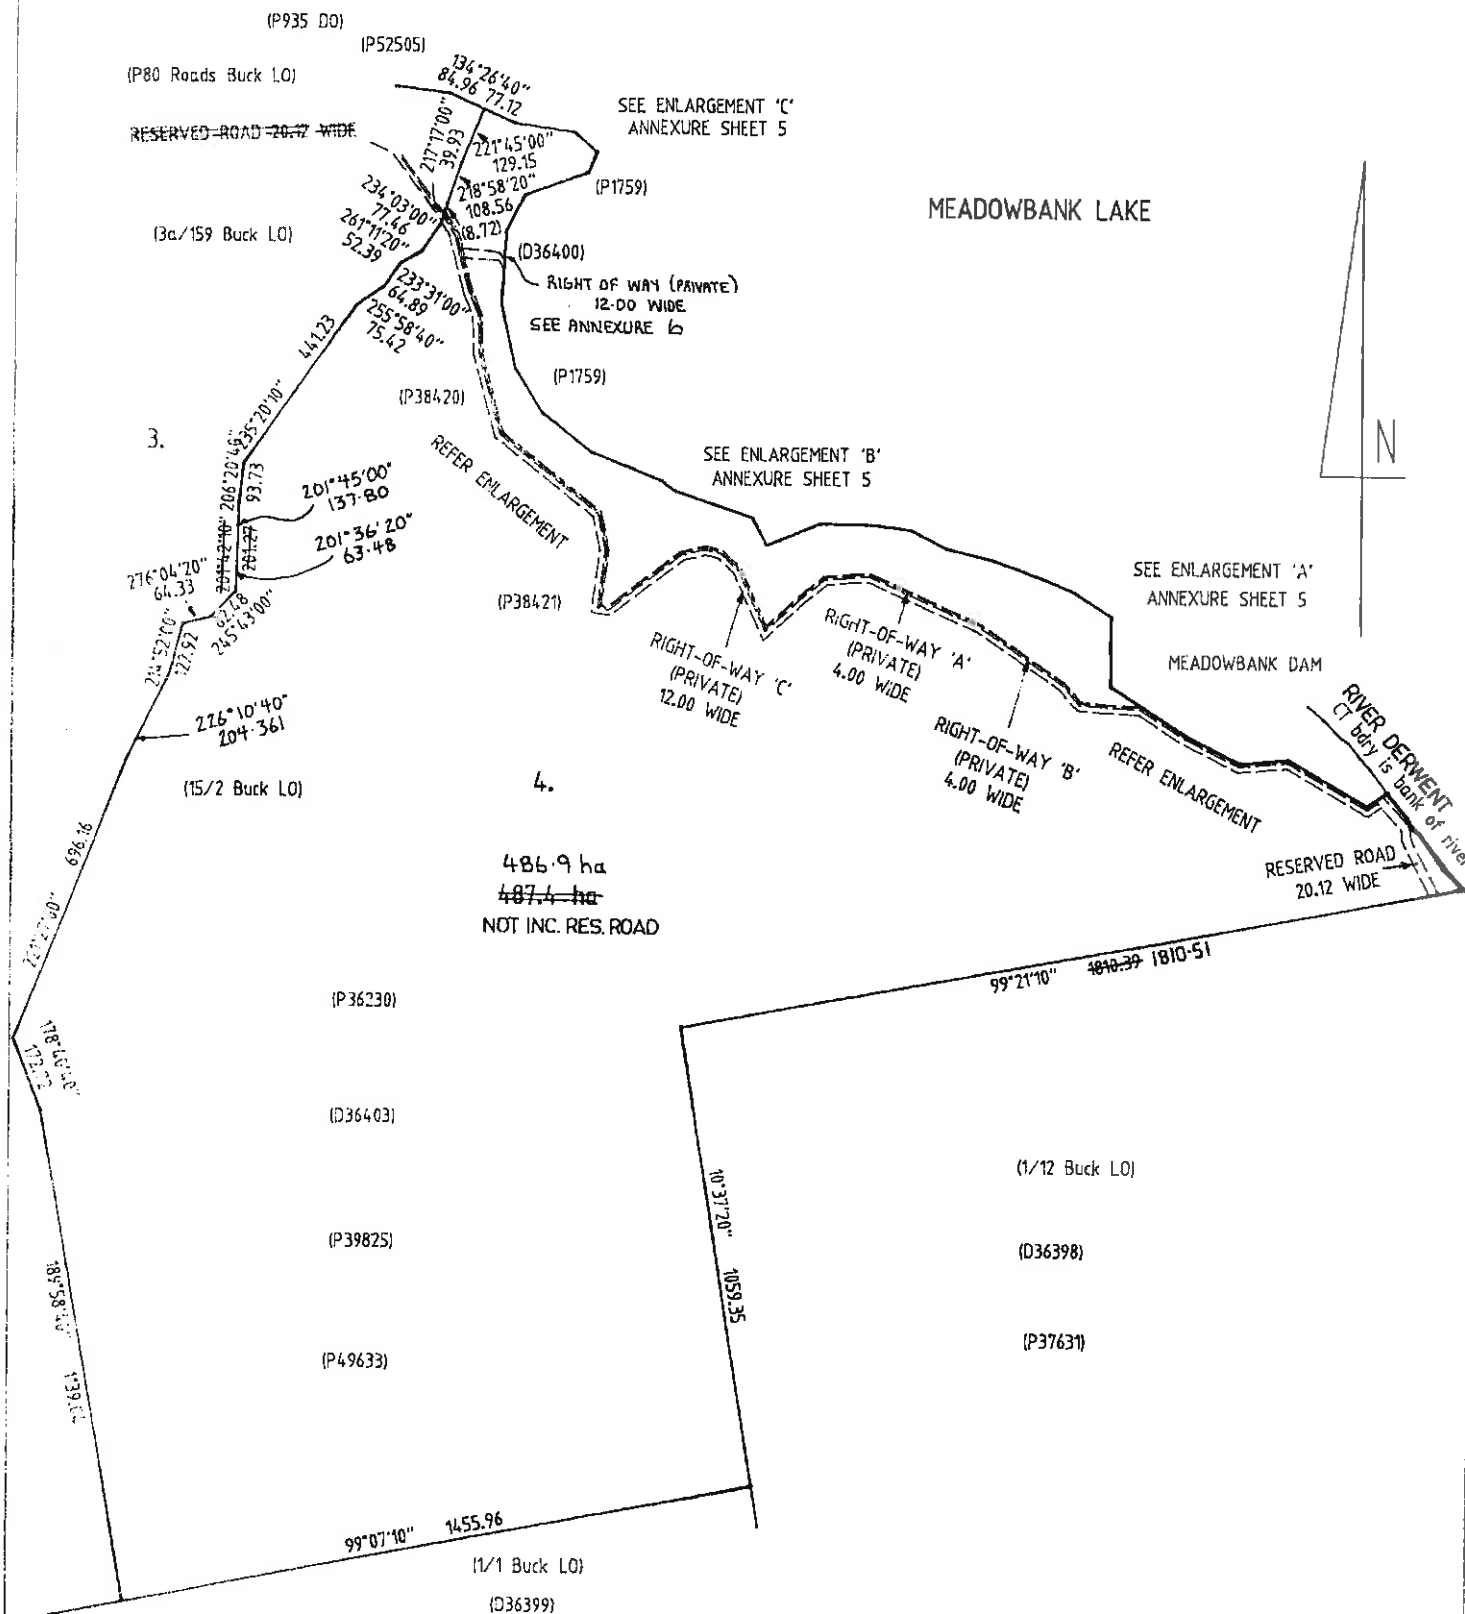 (P935 DO)
(P52505)
(P80 Roads Buck LO)
RESERVED ROAD 20.12 WIDE
134°26'40"
84.96 77.12
SEE ENLARGEMENT 'C'
ANNEXURE SHEET 5
217°17'00"
39.93
221°45'00"
129.15
218°58'20"
108.56
(8.72)
(P1759)
MEADOWBANK LAKE
234°03'00"
77.46
261°11'20"
52.39
(3a/159 Buck LO)
(D36400)
RIGHT OF WAY (PRIVATE)
12.00 WIDE
SEE ANNEXURE 6
233°31'00"
64.89
255°58'40"
75.42
441.23
235°20'10"
(P1759)
(P38420)
N
3.
REFER ENLARGEMENT
SEE ENLARGEMENT 'B'
ANNEXURE SHEET 5
206°20'40"
93.73
201°45'00"
137.80
201°42'10"
201.27
201°36'20"
63.48
276°04'20"
64.33
62.48
245°43'00"
127.92
(P38421)
SEE ENLARGEMENT 'A'
ANNEXURE SHEET 5
RIGHT-OF-WAY 'C'
(PRIVATE)
12.00 WIDE
RIGHT-OF-WAY 'A'
(PRIVATE)
4.00 WIDE
MEADOWBANK DAM
RIGHT-OF-WAY 'B'
(PRIVATE)
4.00 WIDE
REFER ENLARGEMENT
RIVER DERWENT
CT bdry is bank of river
226°10'40"
204.361
(15/2 Buck LO)
4.
696.16
486.9 ha
487.4 ha
NOT INC. RES. ROAD
RESERVED ROAD
20.12 WIDE
99°21'10" 1810.39 1810.51
(P36230)
(D36403)
(1/12 Buck LO)
10°37'20" 1059.35
(P39825)
(D36398)
(P49633)
(P37631)
99°07'10" 1455.96
(1/1 Buck LO)
(D36399)